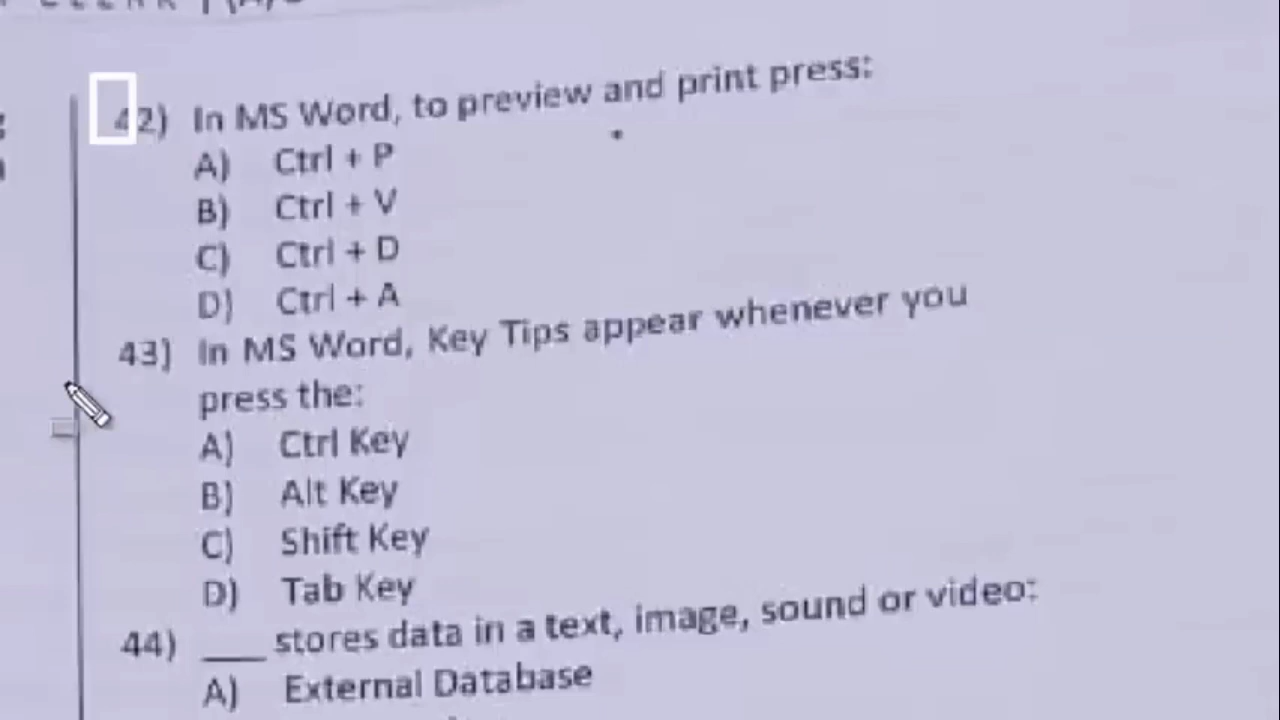 42) In MS Word, to preview and print press:
A) Ctrl + P
B) Ctrl + V
C) Ctrl + D
D) Ctrl + A
43) In MS Word, Key Tips appear whenever you
press the:
A) Ctrl Key
B) Alt Key
C) Shift Key
D) Tab Key
44) ____ stores data in a text, image, sound or video:
A) External Database